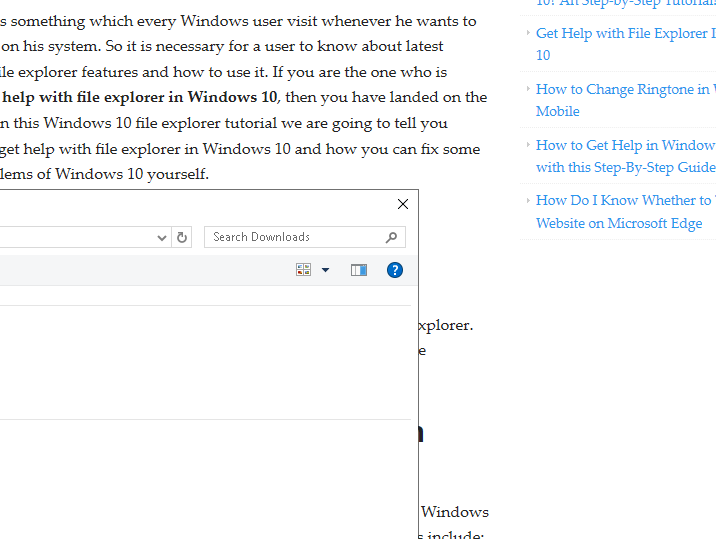 s something which every Windows user visit whenever he wants to
on his system. So it is necessary for a user to know about latest
ile explorer features and how to use it. If you are the one who is
help with file explorer in Windows 10, then you have landed on the
n this Windows 10 file explorer tutorial we are going to tell you
get help with file explorer in Windows 10 and how you can fix some
blems of Windows 10 yourself.
Search Downloads
?
xplorer.
e
n
Windows
s include:
10? An Step-by-Step Tutorials
Get Help with File Explorer I
10
How to Change Ringtone in W
Mobile
How to Get Help in Window
with this Step-By-Step Guide
How Do I Know Whether to
Website on Microsoft Edge